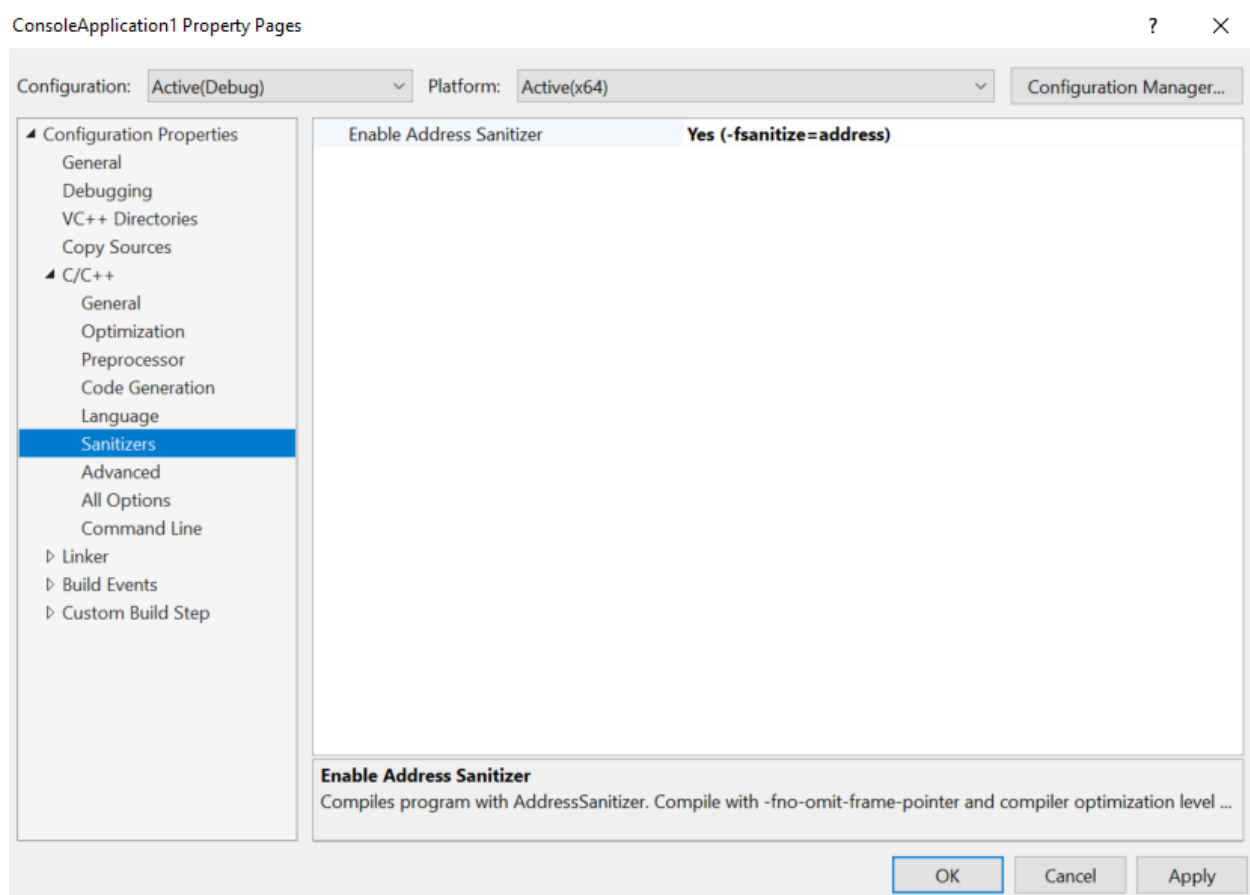 ConsoleApplication1 Property Pages
?
Configuration: Active(Debug) Platform: Active(x64) Configuration Manager...
Configuration Properties
General
Debugging
VC++ Directories
Copy Sources
C/C++
General
Optimization
Preprocessor
Code Generation
Language
Sanitizers
Advanced
All Options
Command Line
Linker
Build Events
Custom Build Step
Enable Address Sanitizer Yes (-fsanitize=address)
Enable Address Sanitizer
Compiles program with AddressSanitizer. Compile with -fno-omit-frame-pointer and compiler optimization level ...
OK Cancel Apply